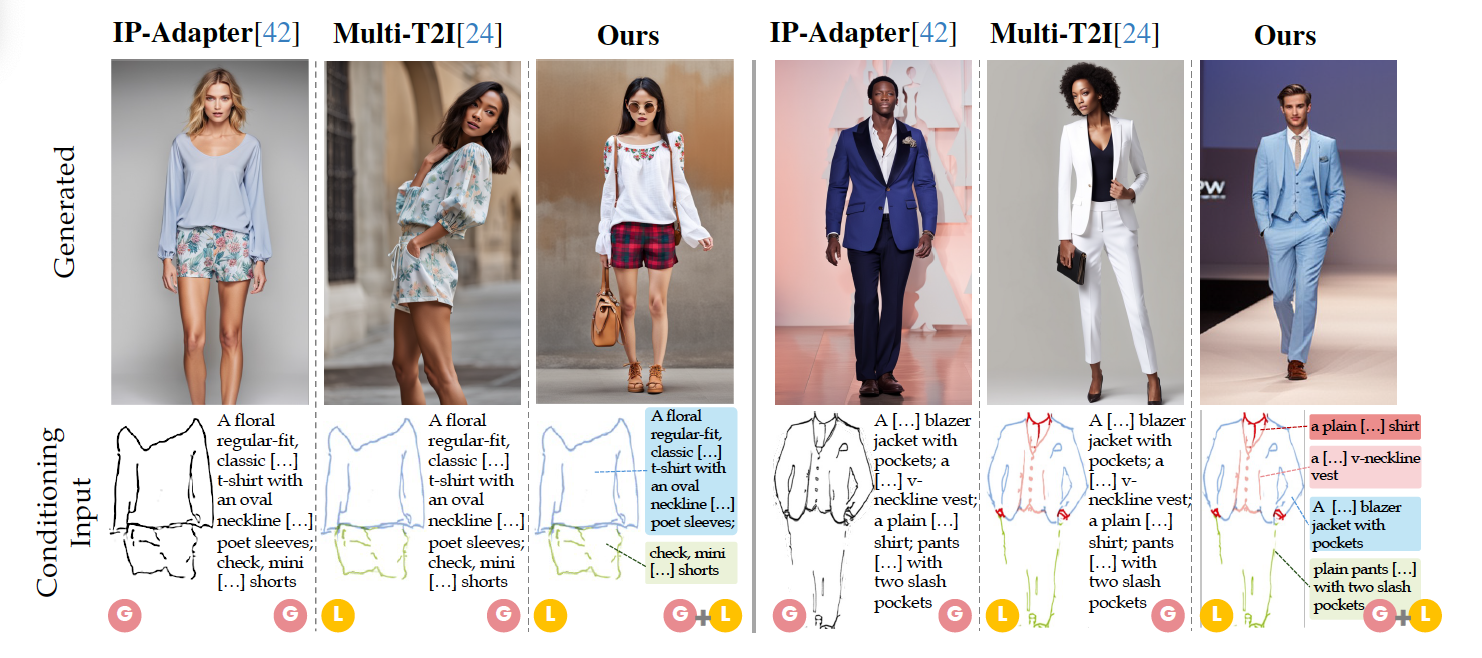 IP-Adapter[42]
Multi-T2I[24]
Ours
IP-Adapter[42]
Multi-T2I[24]
Ours
Generated
PW
Conditioning
Input
A floral
regular-fit,
classic […]
t-shirt with
an oval
neckline […]
poet sleeves;
check, mini
[…] shorts
G
G
A floral
regular-fit,
classic […]
t-shirt with
an oval
neckline […]
poet sleeves;
check, mini
[…] shorts
L
G
A floral
regular-fit,
classic […]
t-shirt with
an oval
neckline […]
poet sleeves;
check, mini
[…] shorts
L
G+L
A […] blazer
jacket with
pockets; a
[…] v-
neckline vest;
a plain […]
shirt; pants
[…] with
two slash
pockets
G
G
A […] blazer
jacket with
pockets; a
[…] v-
neckline vest;
a plain […]
shirt; pants
[…] with
two slash
pockets
L
G
a plain […] shirt
a […] v-neckline
vest
A […] blazer
jacket with
pockets
plain pants […]
with two slash
pockets
L
G+L